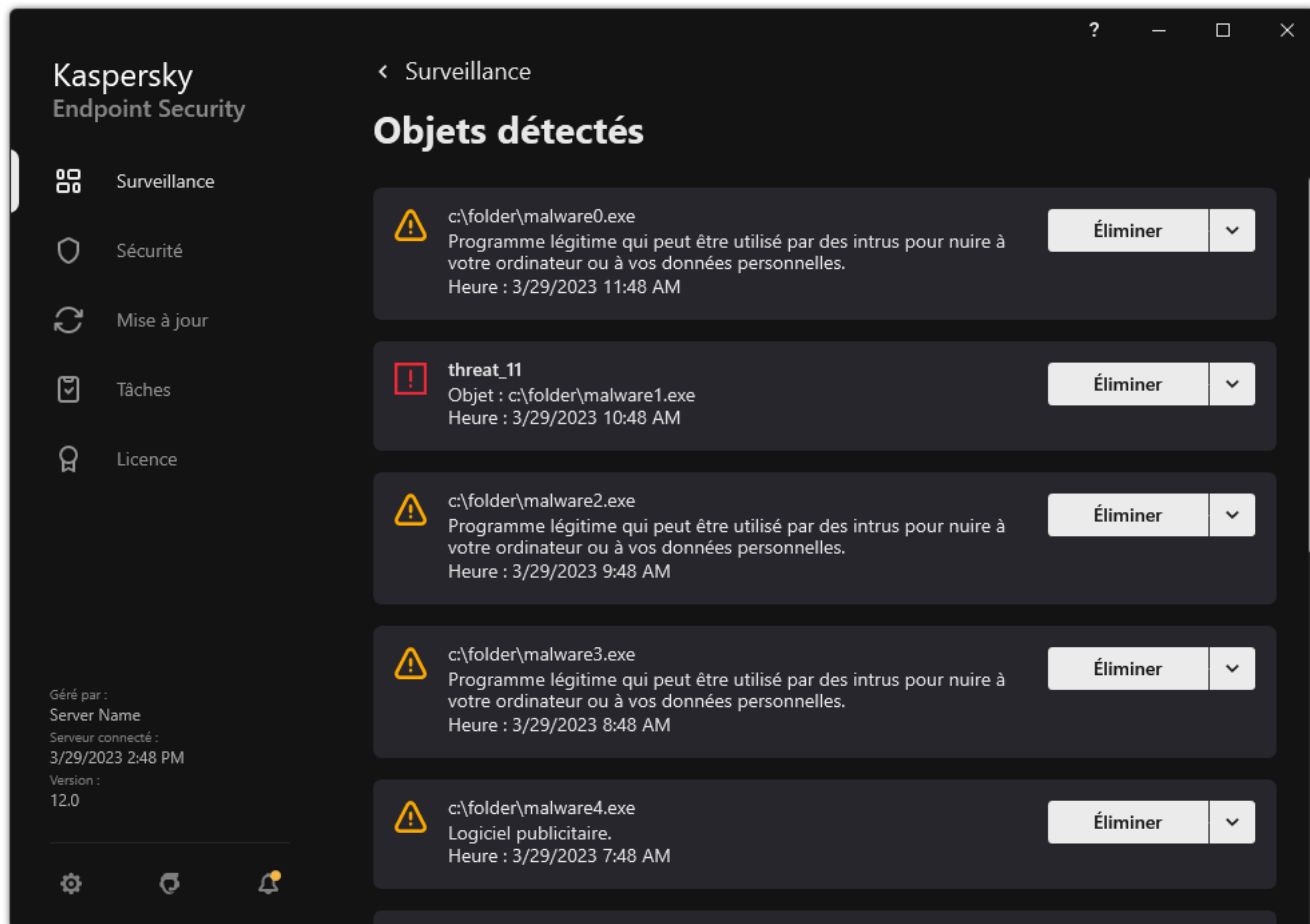 ?
Kaspersky
Endpoint Security
Surveillance
Sécurité
Mise à jour
Tâches
Licence
Géré par :
Server Name
Serveur connecté :
3/29/2023 2:48 PM
Version :
12.0
Surveillance
Objets détectés
c:\folder\malware0.exe
Programme légitime qui peut être utilisé par des intrus pour nuire à
votre ordinateur ou à vos données personnelles.
Heure : 3/29/2023 11:48 AM
Éliminer
threat_11
Objet : c:\folder\malware1.exe
Heure : 3/29/2023 10:48 AM
Éliminer
c:\folder\malware2.exe
Programme légitime qui peut être utilisé par des intrus pour nuire à
votre ordinateur ou à vos données personnelles.
Heure : 3/29/2023 9:48 AM
Éliminer
c:\folder\malware3.exe
Programme légitime qui peut être utilisé par des intrus pour nuire à
votre ordinateur ou à vos données personnelles.
Heure : 3/29/2023 8:48 AM
Éliminer
c:\folder\malware4.exe
Logiciel publicitaire.
Heure : 3/29/2023 7:48 AM
Éliminer